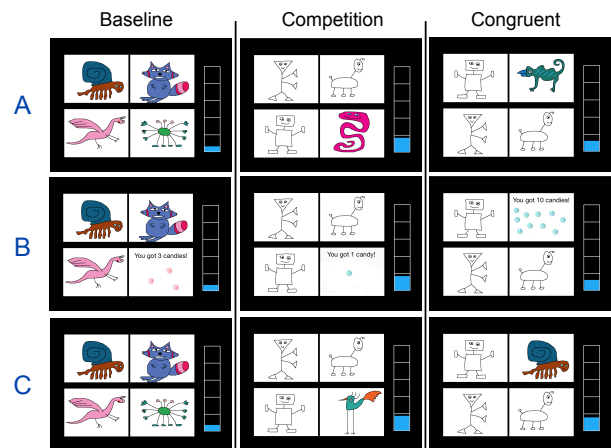 Baseline Competition Congruent
A
B
You got 3 candies!
You got 1 candy!
You got 10 candies!
C